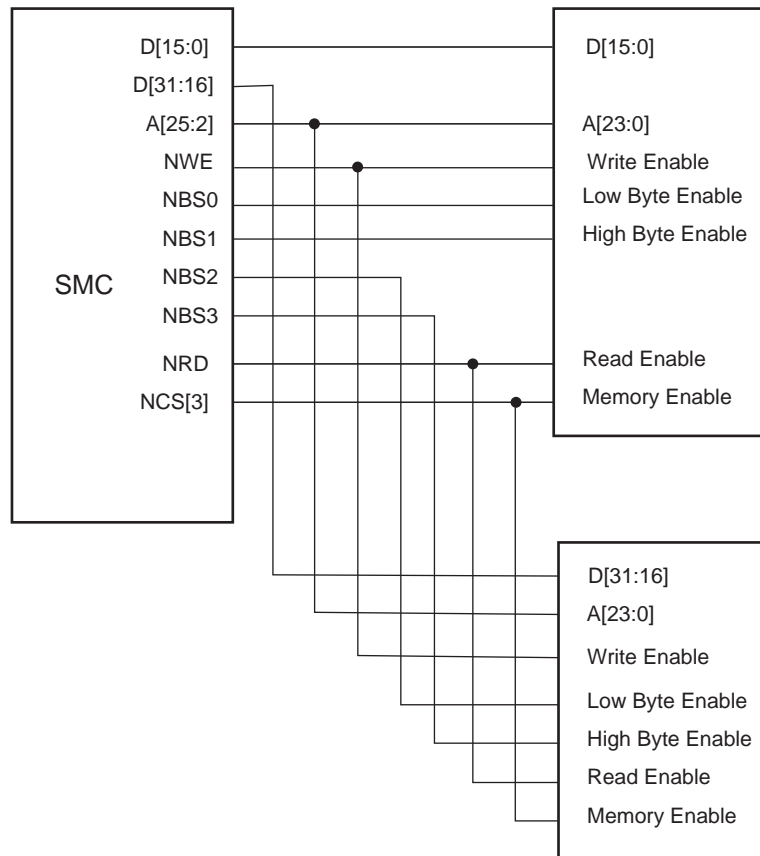 SMC
D[15:0]
D[31:16]
A[25:2]
NWE
NBS0
NBS1
NBS2
NBS3
NRD
NCS[3]
D[15:0]
A[23:0]
Write Enable
Low Byte Enable
High Byte Enable
Read Enable
Memory Enable
D[31:16]
A[23:0]
Write Enable
Low Byte Enable
High Byte Enable
Read Enable
Memory Enable